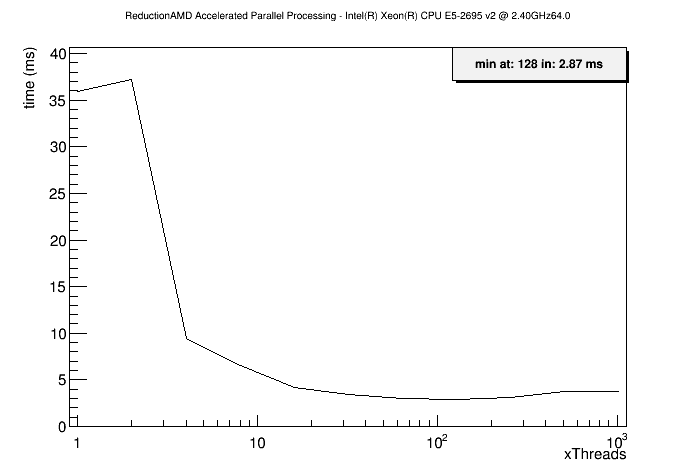 ReductionAMD Accelerated Parallel Processing - Intel(R) Xeon(R) CPU E5-2695 v2 @ 2.40GHz64.0
min at: 128 in: 2.87 ms
time (ms)
40
35
30
25
20
15
10
5
0
1 10 10² 10³
xThreads